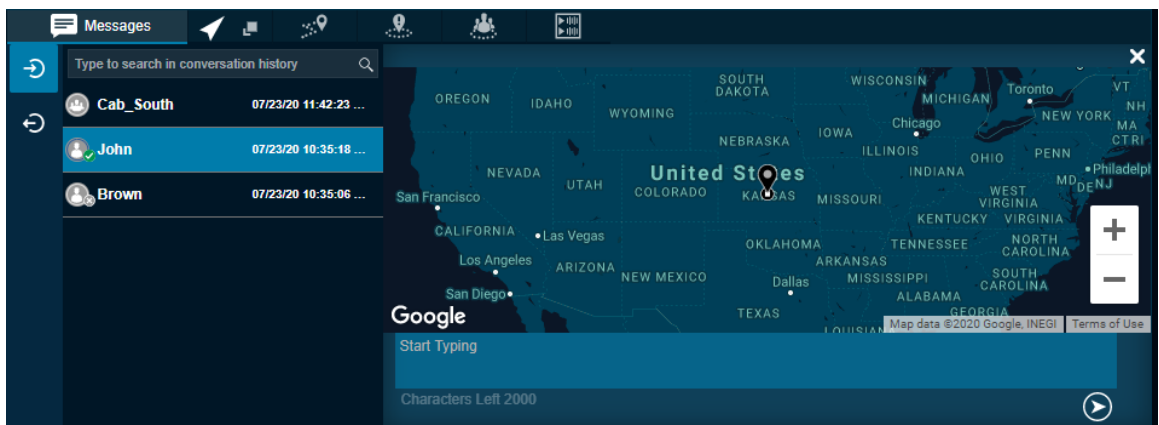 Messages
Type to search in conversation history
Cab_South 07/23/20 11:42:23 ...
John 07/23/20 10:35:18 ...
Brown 07/23/20 10:35:06 ...
SOUTH DAKOTA
WISCONSIN
MICHIGAN
Toronto
VT
NH
OREGON
IDAHO
WYOMING
Chicago
NEW YORK
MA
CT RI
NEBRASKA
IOWA
ILLINOIS
INDIANA
OHIO
PENN
Philadelp
NEVADA
UTAH
United St es
COLORADO
KANSAS
MISSOURI
WEST VIRGINIA
MD
DE NJ
San Francisco
KENTUCKY
VIRGINIA
CALIFORNIA
Las Vegas
OKLAHOMA
TENNESSEE
NORTH CAROLINA
Los Angeles
ARIZONA
NEW MEXICO
ARKANSAS
Dallas
MISSISSIPPI
SOUTH CAROLINA
San Diego
ALABAMA
GEORGIA
TEXAS
Google
Map data ©2020 Google, INEGI
Terms of Use
Start Typing
Characters Left 2000